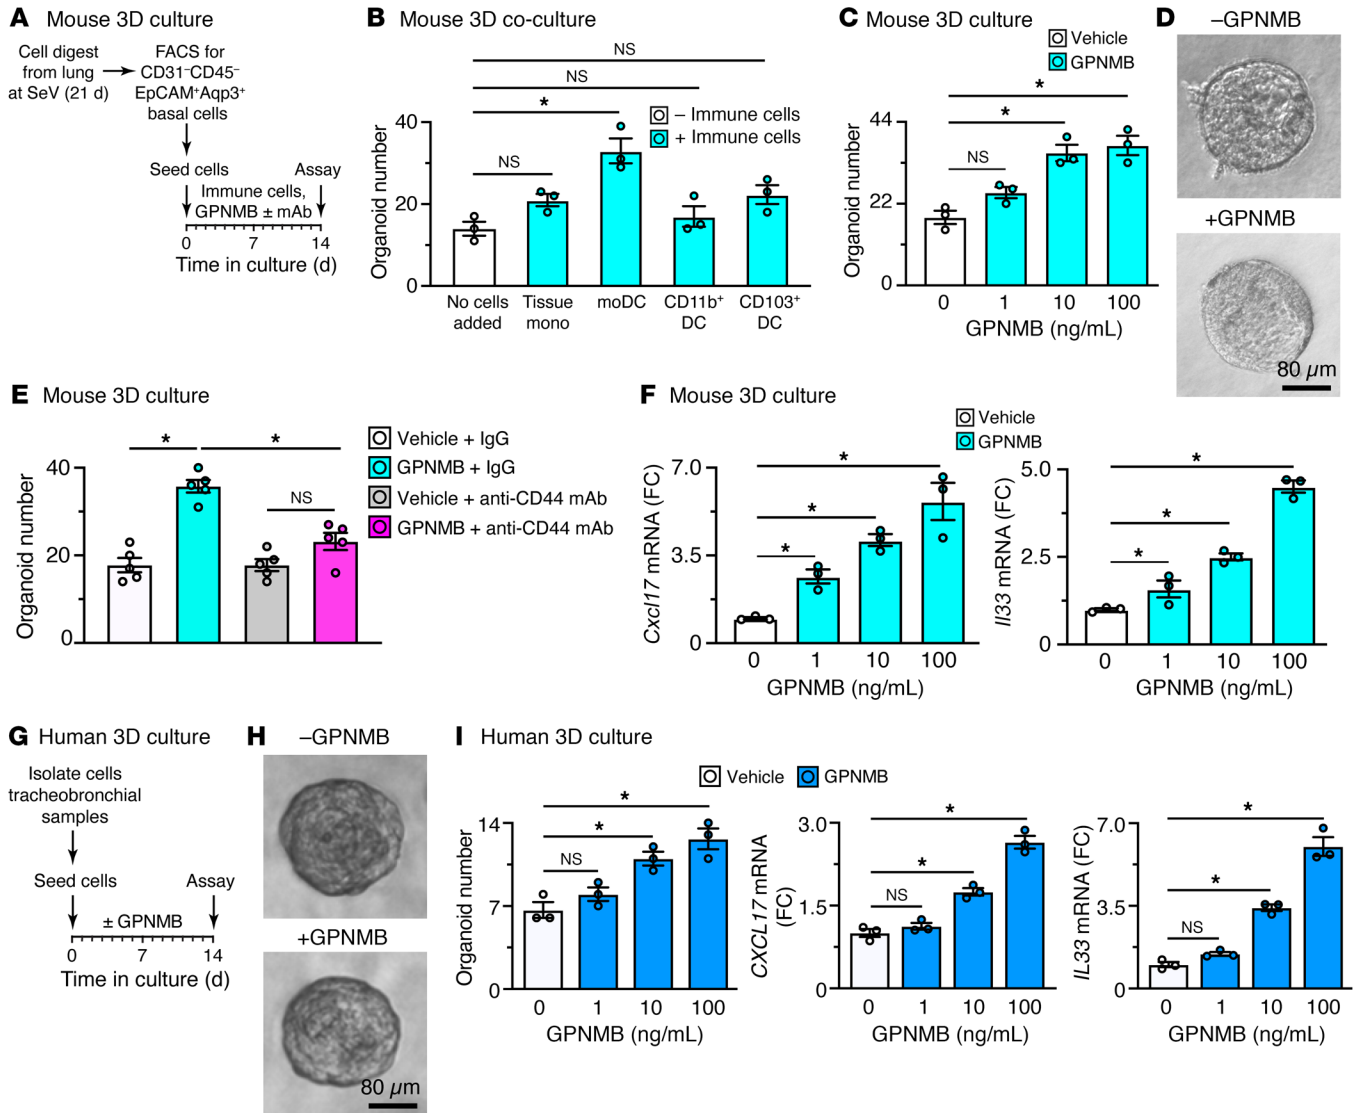 A Mouse 3D culture
Cell digest
from lung
at SeV (21 d)
FACS for
CD31⁻CD45⁻
EpCAM⁺Aqp3⁺
basal cells
Seed cells
Assay
Immune cells,
GPNMB ± mAb
0 7 14
Time in culture (d)
B Mouse 3D co-culture
NS
NS
*
NS
– Immune cells
+ Immune cells
Organoid number
40
20
0
No cells
added
Tissue
mono
moDC
CD11b⁺
DC
CD103⁺
DC
C Mouse 3D culture
Vehicle
GPNMB
*
*
NS
Organoid number
44
22
0
0 1 10 100
GPNMB (ng/mL)
D –GPNMB
+GPNMB
80 µm
E Mouse 3D culture
* *
NS
Organoid number
40
20
0
Vehicle + IgG
GPNMB + IgG
Vehicle + anti-CD44 mAb
GPNMB + anti-CD44 mAb
F Mouse 3D culture
Vehicle
GPNMB
Cxcl17 mRNA (FC)
7.0
3.5
0
*
*
*
0 1 10 100
GPNMB (ng/mL)
Il33 mRNA (FC)
5.0
2.5
0
*
*
*
0 1 10 100
GPNMB (ng/mL)
G Human 3D culture
Isolate cells
tracheobronchial
samples
Seed cells
Assay
± GPNMB
0 7 14
Time in culture (d)
H –GPNMB
+GPNMB
80 µm
I Human 3D culture
Vehicle GPNMB
Organoid number
14
7
0
*
*
NS
0 1 10 100
GPNMB (ng/mL)
CXCL17 mRNA
(FC)
3.0
1.5
0
*
*
NS
0 1 10 100
GPNMB (ng/mL)
IL33 mRNA (FC)
7.0
3.5
0
*
*
NS
0 1 10 100
GPNMB (ng/mL)